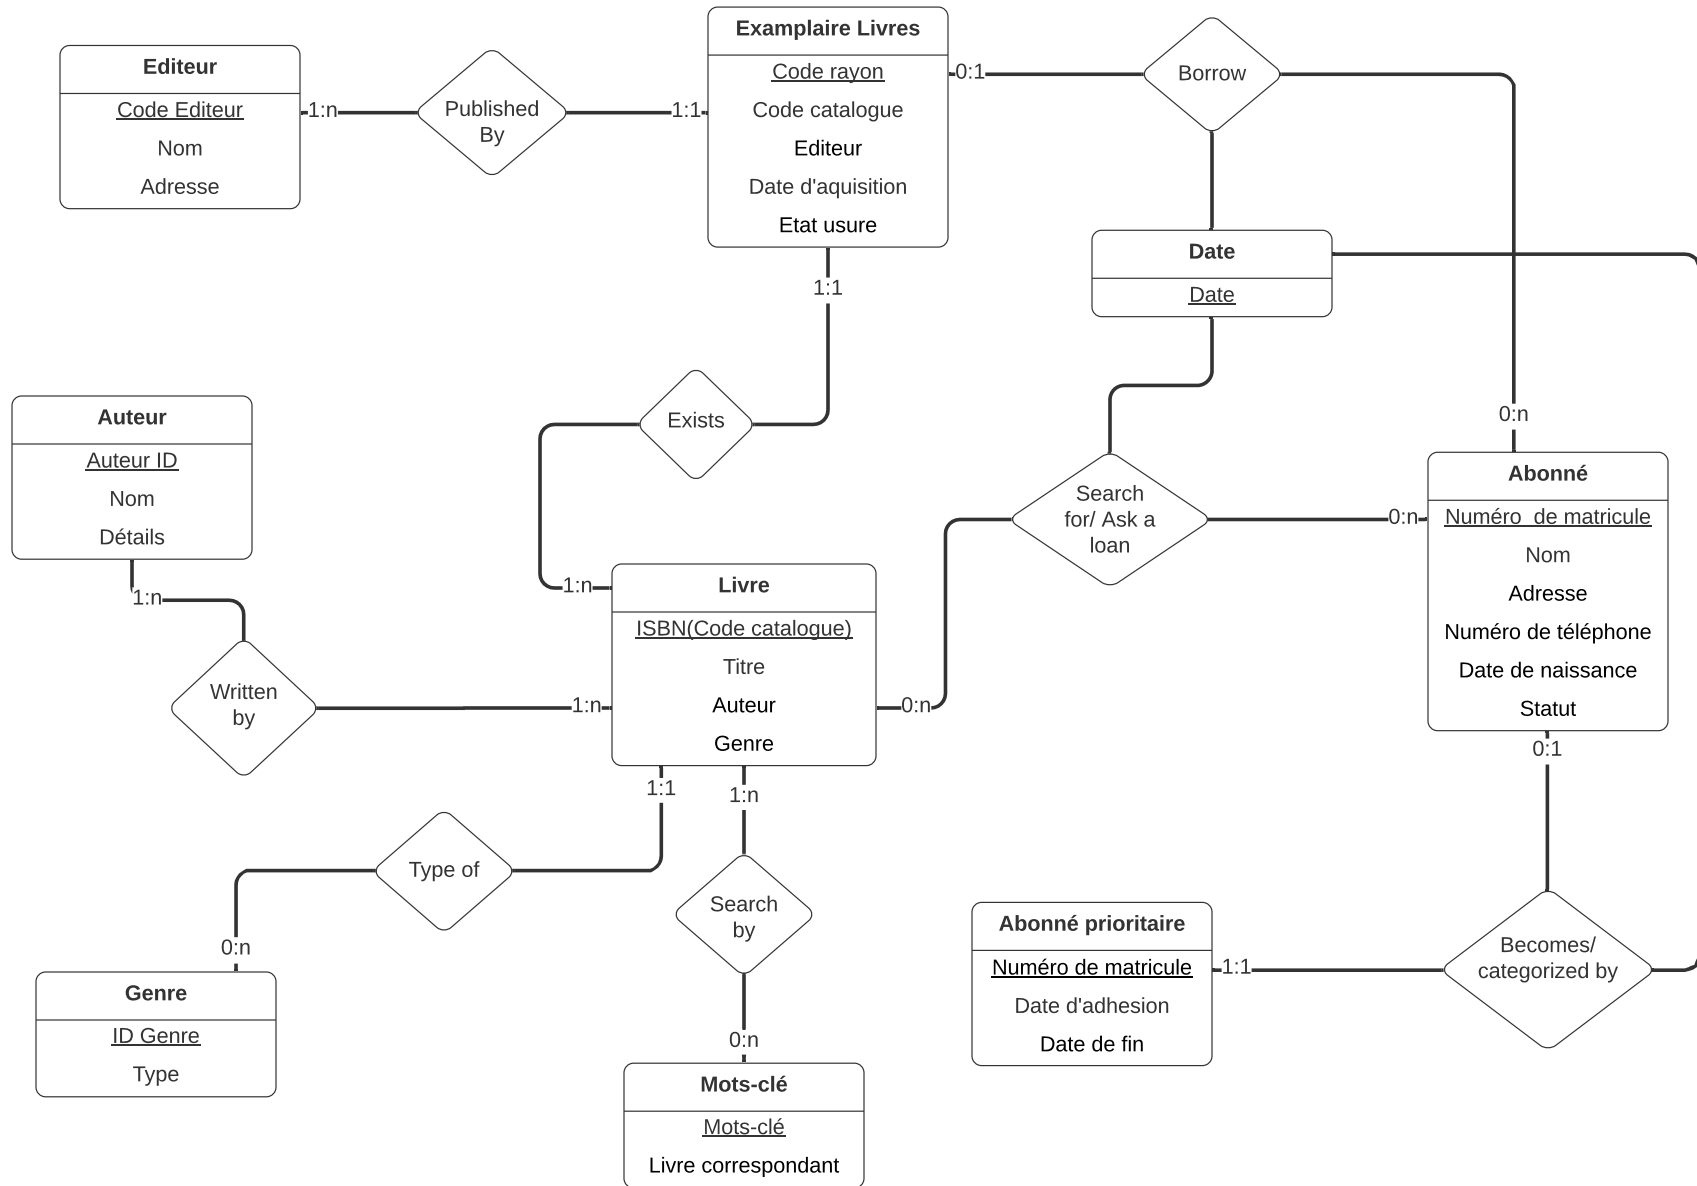 Editeur
Code Editeur
Nom
Adresse
1:n
Published
By
1:1
Examplaire Livres
Code rayon
Code catalogue
Editeur
Date d'aquisition
Etat usure
0:1
Borrow
Date
Date
1:1
Exists
Auteur
Auteur ID
Nom
Détails
1:n
Written
by
1:n
1:n
Livre
ISBN(Code catalogue)
Titre
Auteur
Genre
0:n
Search
for/ Ask a
loan
0:n
0:n
Abonné
Numéro de matricule
Nom
Adresse
Numéro de téléphone
Date de naissance
Statut
0:1
1:1
Type of
0:n
Genre
ID Genre
Type
1:n
Search
by
0:n
Mots-clé
Mots-clé
Livre correspondant
Abonné prioritaire
Numéro de matricule
Date d'adhesion
Date de fin
1:1
Becomes/
categorized by